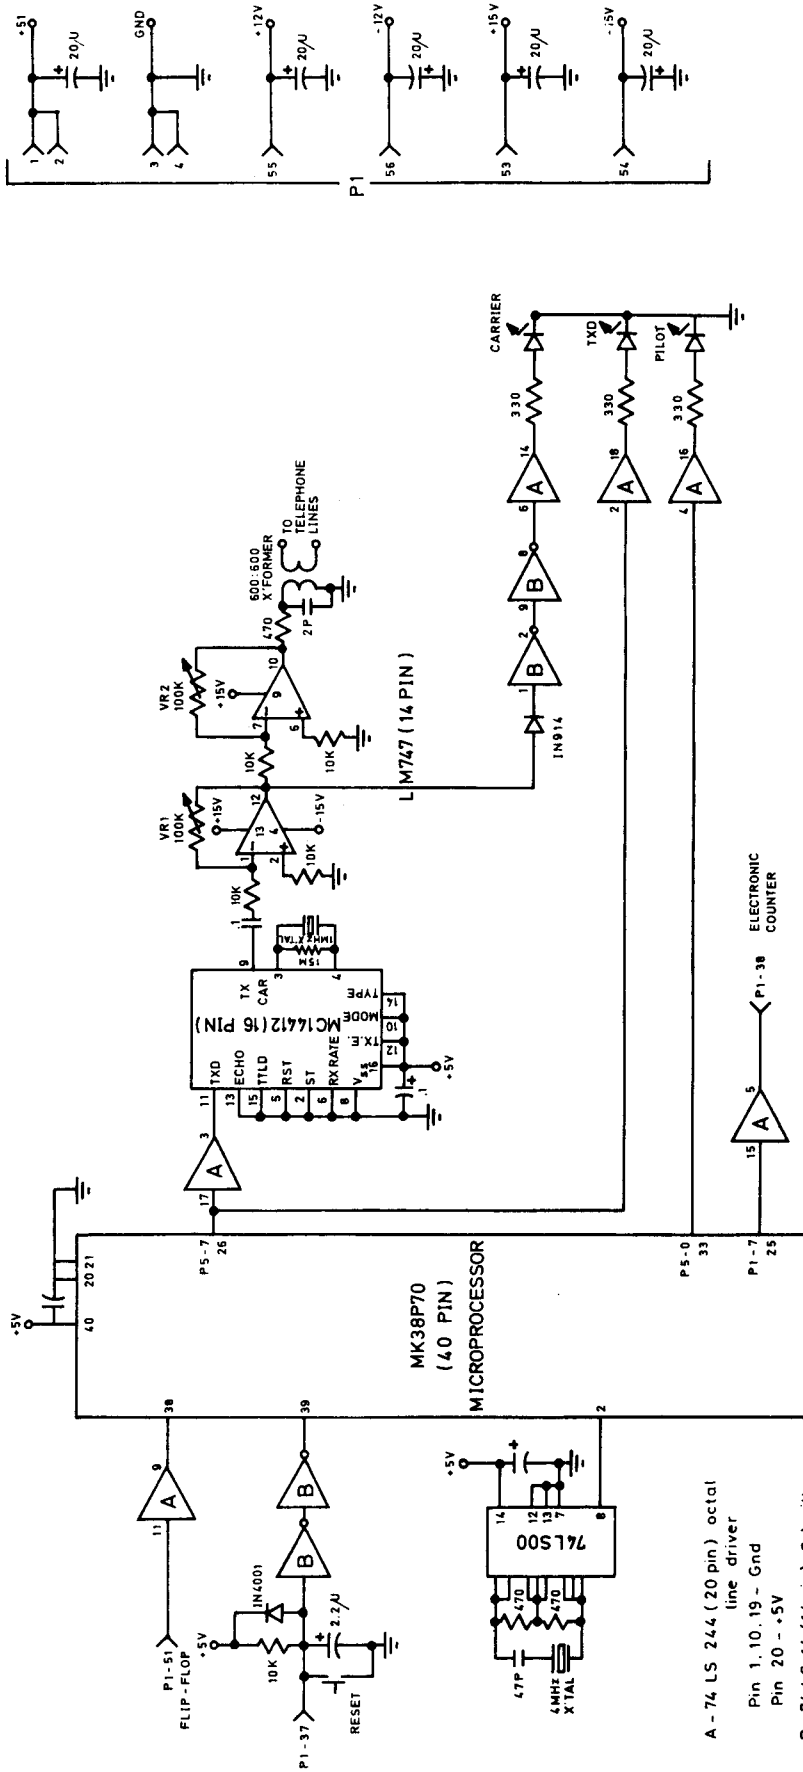 P1
1
2
+5V
20/U
3
4
GND
55
+12V
20/U
56
-12V
20/U
53
+15V
20/U
54
-15V
20/U
P1-51
FLIP-FLOP
11
A
9
38
P1-37
RESET
+5V
10K
1N4001
2.2/U
B
B
39
47P
4MHz
X'TAL
470
470
74LS00
14
12
13
7
8
+5V
2
+5V
40
20 21
MK38P70
(40 PIN)
MICROPROCESSOR
P5-7
26
P5-0
33
P1-7
25
17
A
3
11
TXD
13
ECHO
15
TTLD
5
RST
2
ST
6
RX RATE
8
VSS
MC14412 (16 PIN)
TX
CAR
9
3
4
TYPE
14
MODE
10
TX.E.
12
16
.1
+5V
15M
1MHz X'TAL
.1
10K
1
2
10K
VR1
100K
+15V
13
4
-15V
12
10K
7
6
10K
VR2
100K
+15V
9
10
470
2P
600:600
X'FORMER
TO
TELEPHONE
LINES
LM747 (14 PIN)
IN914
1
B
2
9
B
8
6
A
14
330
CARRIER
2
A
18
330
TXD
4
A
16
330
PILOT
15
A
5
P1-38
ELECTRONIC
COUNTER
A - 74 LS 244 (20 pin) octal
line driver
Pin 1,10,19 - Gnd
Pin 20 - +5V